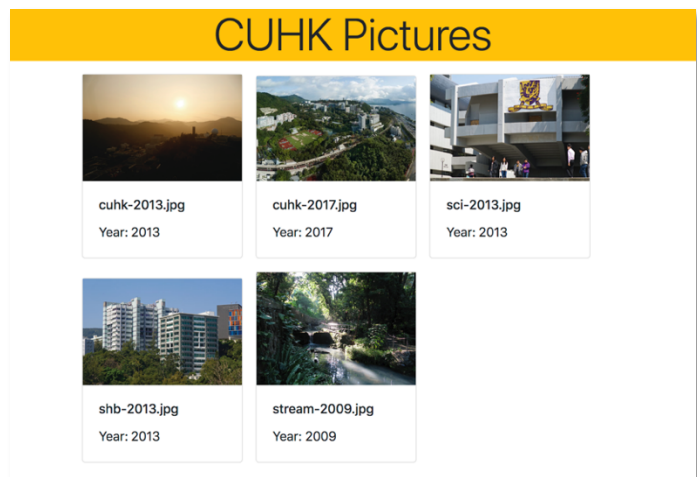 CUHK Pictures
cuhk-2013.jpg
Year: 2013
cuhk-2017.jpg
Year: 2017
sci-2013.jpg
Year: 2013
shb-2013.jpg
Year: 2013
stream-2009.jpg
Year: 2009